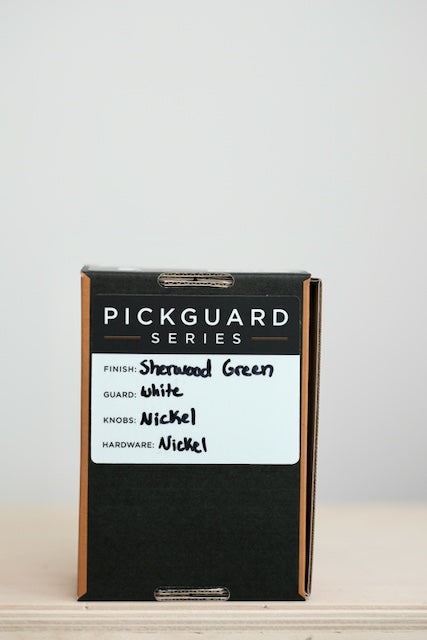 PICKGUARD
SERIES
FINISH: Sherwood Green
GUARD: White
KNOBS: Nickel
HARDWARE: Nickel